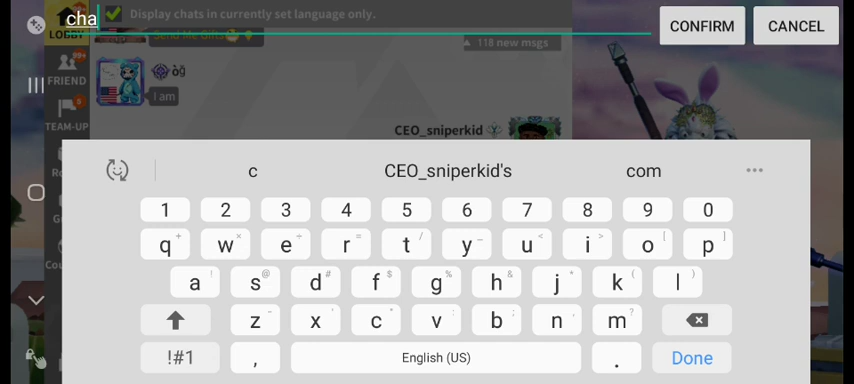 cha
CONFIRM
CANCEL
Display chats in currently set language only.
LOBBY
Send Me Gifts
118 new msgs
99+
FRIEND
òğ
I am
TEAM-UP
CEO_sniperkid
c
CEO_sniperkid's
com
1 2 3 4 5 6 7 8 9 0
q w e r t y u i o p
a s d f g h j k l
z x c v b n m
!#1 , English (US) . Done